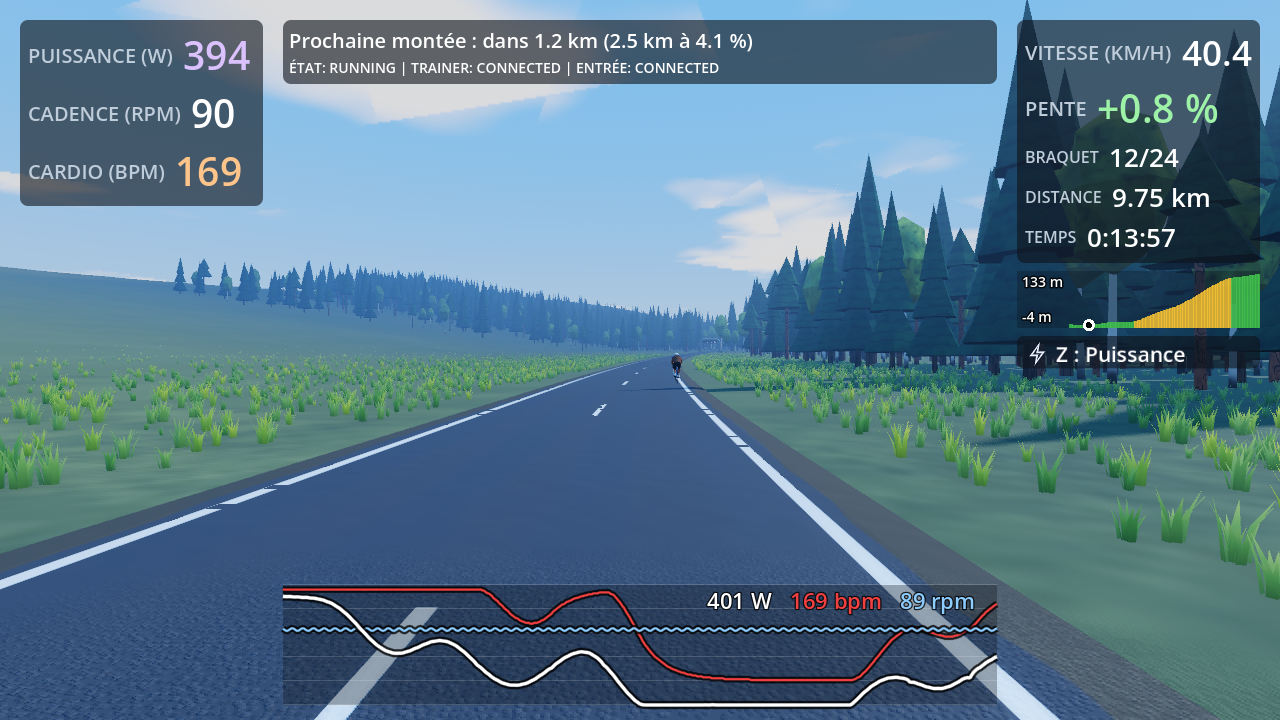 PUISSANCE (W) 394
CADENCE (RPM) 90
CARDIO (BPM) 169
Prochaine montée : dans 1.2 km (2.5 km à 4.1 %)
ÉTAT: RUNNING | TRAINER: CONNECTED | ENTRÉE: CONNECTED
VITESSE (KM/H) 40.4
PENTE +0.8 %
BRAQUET 12/24
DISTANCE 9.75 km
TEMPS 0:13:57
133 m
-4 m
Z : Puissance
401 W 169 bpm 89 rpm